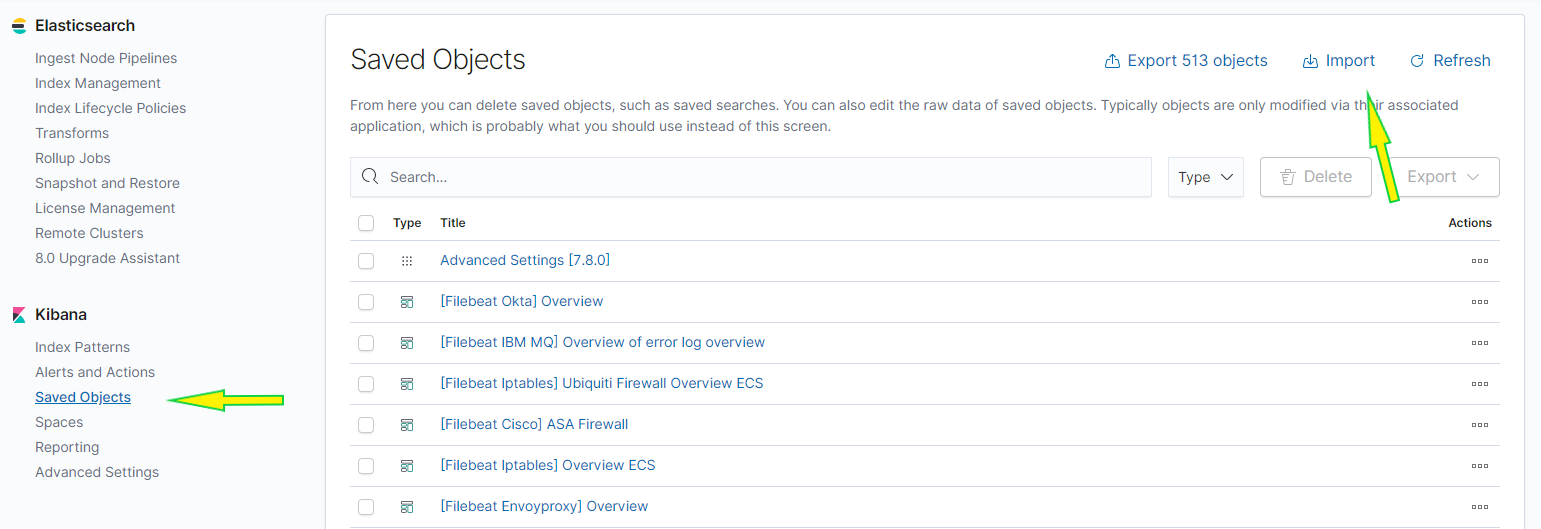 Elasticsearch
Ingest Node Pipelines
Index Management
Index Lifecycle Policies
Transforms
Rollup Jobs
Snapshot and Restore
License Management
Remote Clusters
8.0 Upgrade Assistant
Kibana
Index Patterns
Alerts and Actions
Saved Objects
Spaces
Reporting
Advanced Settings
Saved Objects
Export 513 objects
Import
Refresh
From here you can delete saved objects, such as saved searches. You can also edit the raw data of saved objects. Typically objects are only modified via their associated
application, which is probably what you should use instead of this screen.
Search...
Type
Delete
Export
Type Title Actions
Advanced Settings [7.8.0]
[Filebeat Okta] Overview
[Filebeat IBM MQ] Overview of error log overview
[Filebeat Iptables] Ubiquiti Firewall Overview ECS
[Filebeat Cisco] ASA Firewall
[Filebeat Iptables] Overview ECS
[Filebeat Envoyproxy] Overview